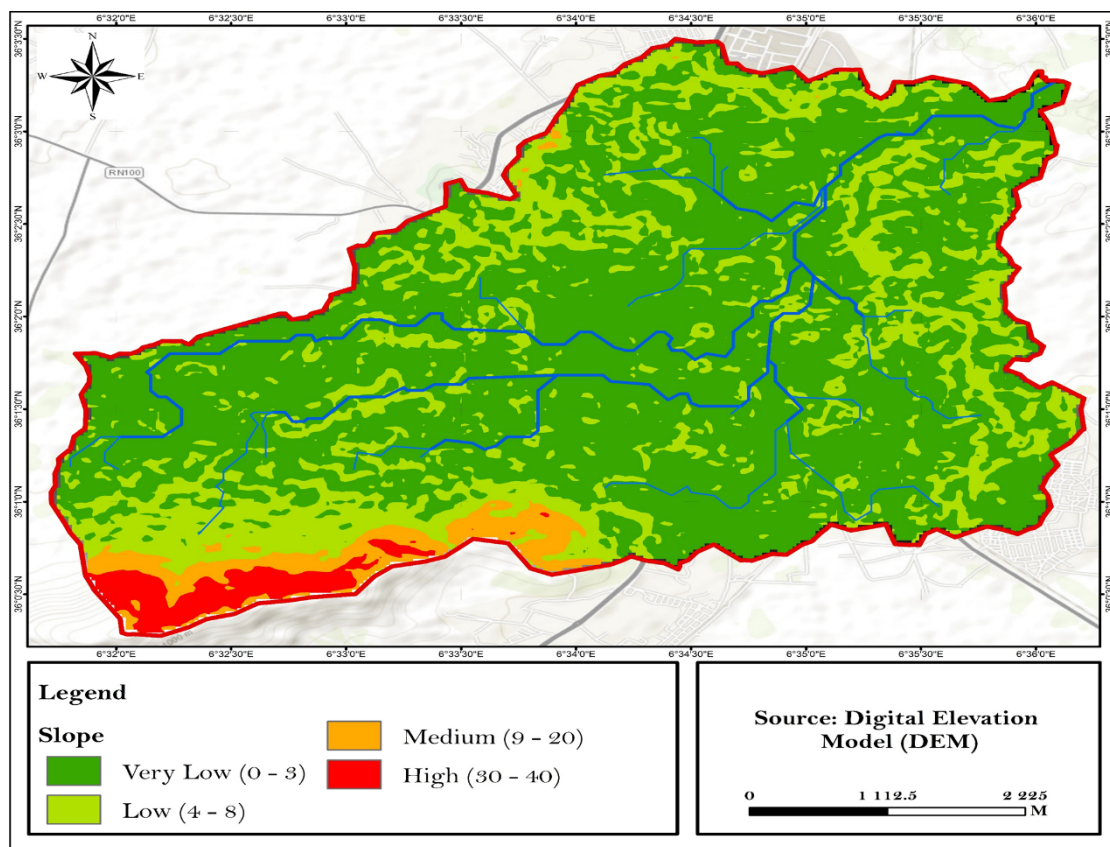 6°32'0"E
6°32'30"E
6°33'0"E
6°33'30"E
6°34'0"E
6°34'30"E
6°35'0"E
6°35'30"E
6°36'0"E
N
W
E
S
36°3'30"N
36°3'0"N
36°2'30"N
36°2'0"N
36°1'30"N
36°1'0"N
36°0'30"N
RN100
6°32'0"E
6°32'30"E
6°33'0"E
6°33'30"E
6°34'0"E
6°34'30"E
6°35'0"E
6°35'30"E
6°36'0"E
Legend
Slope
Very Low (0 - 3)
Low (4 - 8)
Medium (9 - 20)
High (30 - 40)
Source: Digital Elevation
Model (DEM)
0
1 112.5
2 225
M